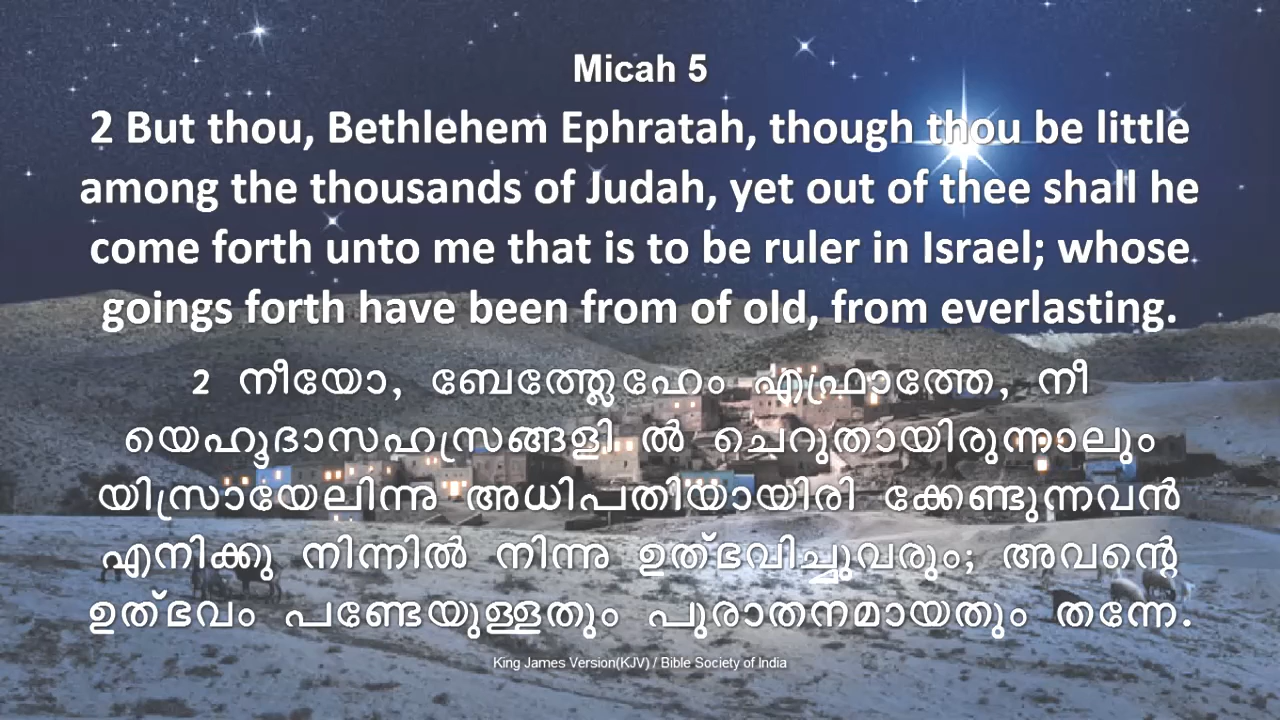 Micah 5
2 But thou, Bethlehem Ephratah, though thou be little
among the thousands of Judah, yet out of thee shall he
come forth unto me that is to be ruler in Israel; whose
goings forth have been from of old, from everlasting.
2 നീയോ, ബേത്ത്ലേഹേം എഫ്രാത്തേ, നീ
യെഹൂദാസഹസ്രങ്ങളി ൽ ചെറുതായിരുന്നാലും
യിസ്രായേലിന്നു അധിപതിയായിരി ക്കേണ്ടുന്നവൻ
എനിക്കു നിന്നിൽ നിന്നു ഉത്ഭവിച്ചുവരും; അവന്റെ
ഉത്ഭവം പണ്ടേയുള്ളതും പുരാതനമായതും തന്നേ.
King James Version(KJV) / Bible Society of India